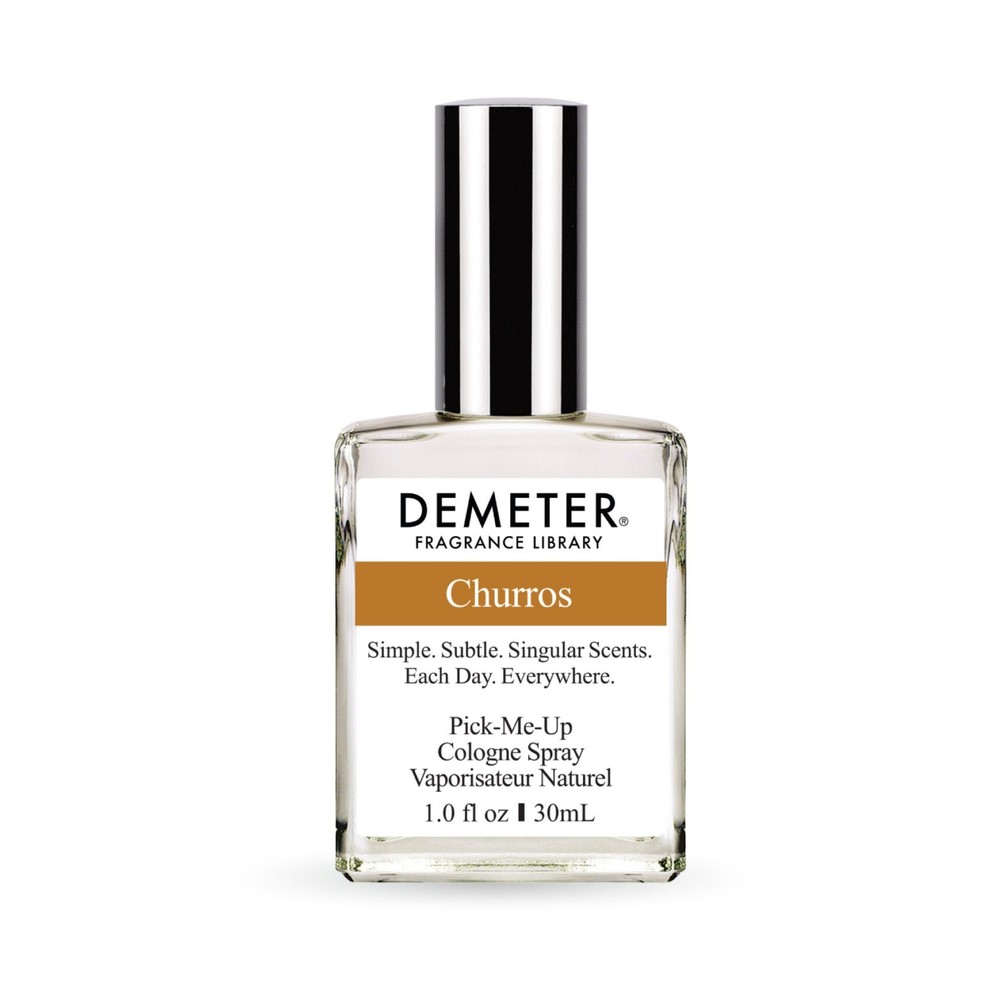 DEMETER®
FRAGRANCE LIBRARY
Churros
Simple. Subtle. Singular Scents.
Each Day. Everywhere.
Pick-Me-Up
Cologne Spray
Vaporisateur Naturel
1.0 fl oz ▮ 30mL